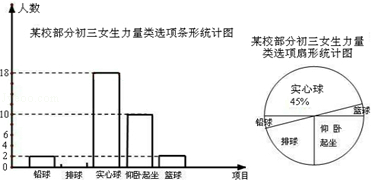 人数
某校部分初三女生力量类选项条形统计图
18
10
6
2
铅球
排球
实心球
仰卧起坐
篮球
项目
某校部分初三女生力量
类选项扇形统计图
实心球
45%
篮球
铅球
排球
仰卧
起坐